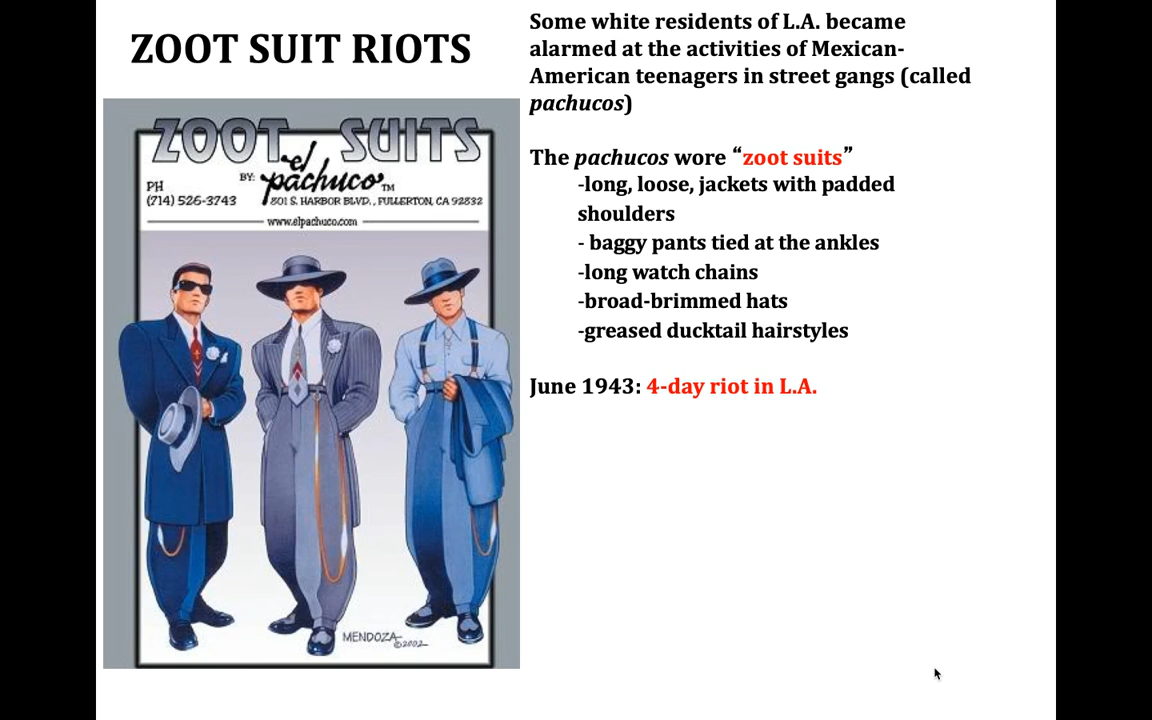 ZOOT SUIT RIOTS
ZOOT SUITS
BY: el pachuco™
PH
(714) 526-3743
801 S. HARBOR BLVD., FULLERTON, CA 92832
www.elpachuco.com
MENDOZA
©2002
Some white residents of L.A. became
alarmed at the activities of Mexican-
American teenagers in street gangs (called
pachucos)
The pachucos wore “zoot suits”
-long, loose, jackets with padded
shoulders
- baggy pants tied at the ankles
-long watch chains
-broad-brimmed hats
-greased ducktail hairstyles
June 1943: 4-day riot in L.A.